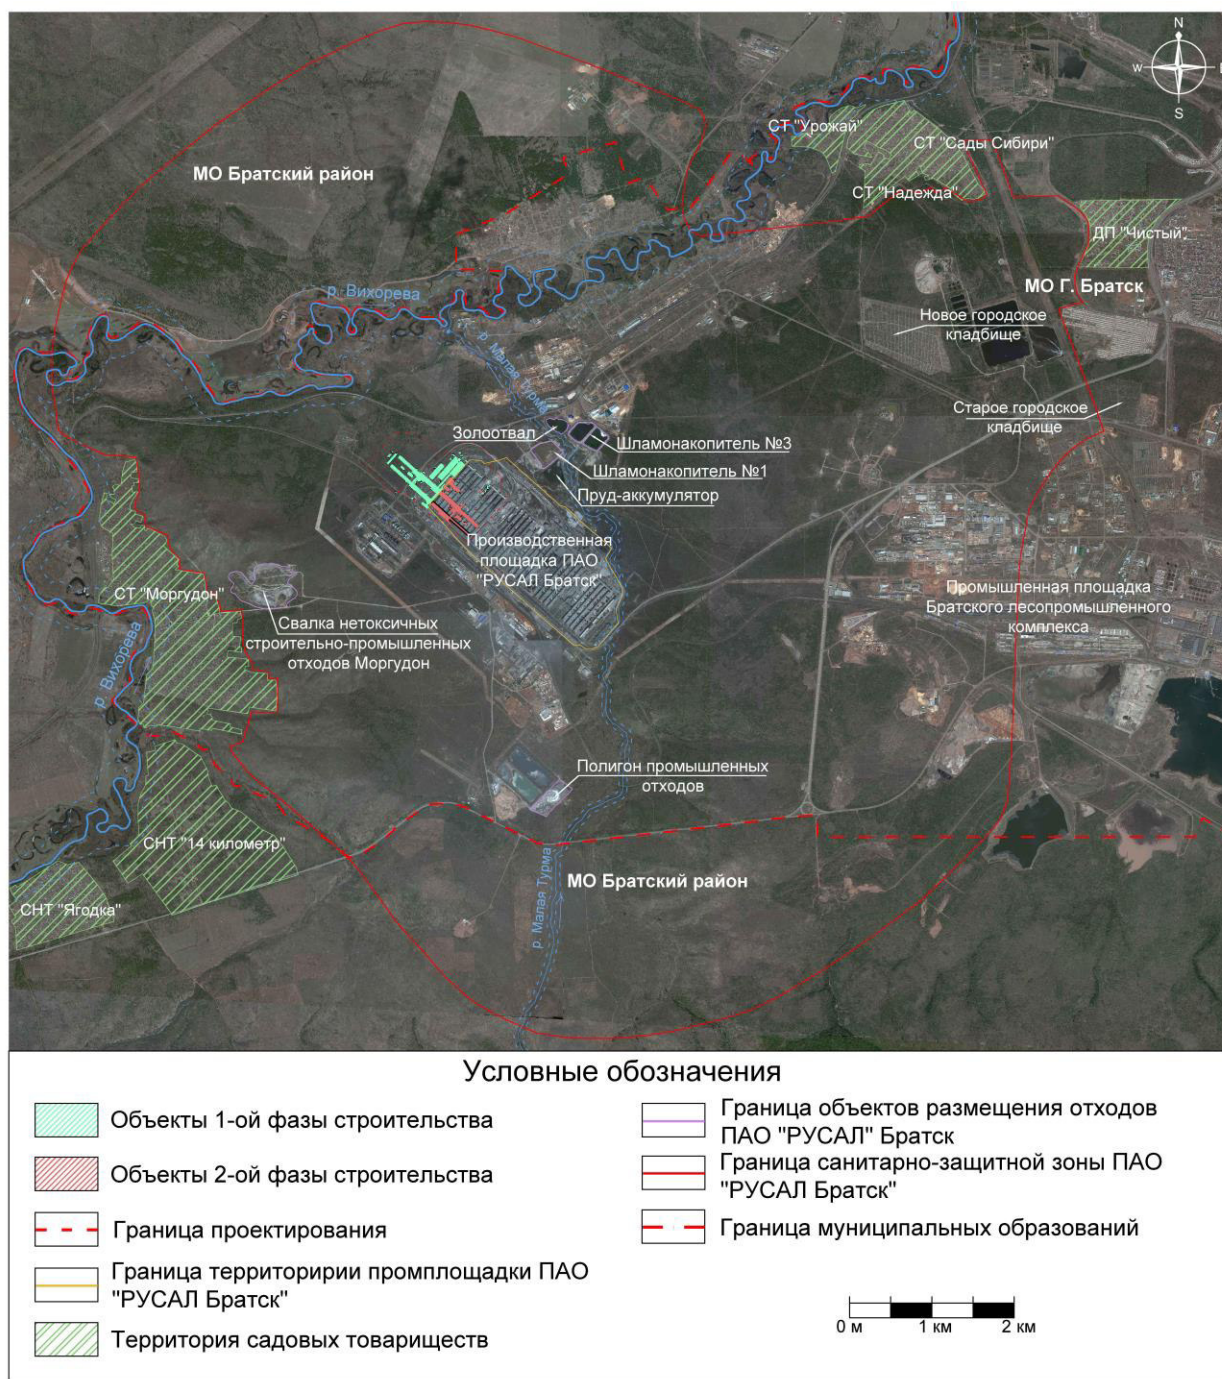 N
W
S
СТ "Урожай"
СТ "Сады Сибири"
МО Братский район
СТ "Надежда"
ДП "Чистый"
МО Г. Братск
р. Вихорева
Новое городское
кладбище
р. Малая Турма
Старое городское
кладбище
Золоотвал
Шламонакопитель №3
Шламонакопитель №1
Пруд-аккумулятор
Производственная
площадка ПАО
"РУСАЛ Братск"
СТ "Моргудон"
Промышленная площадка
Братского лесопромышленного
комплекса
Свалка нетоксичных
строительно-промышленных
отходов Моргудон
р. Вихорева
Полигон промышленных
отходов
СНТ "14 километр"
МО Братский район
р. Малая Турма
СНТ "Ягодка"
Условные обозначения
Объекты 1-ой фазы строительства
Объекты 2-ой фазы строительства
Граница проектирования
Граница территоририи промплощадки ПАО
"РУСАЛ Братск"
Территория садовых товариществ
Граница объектов размещения отходов
ПАО "РУСАЛ" Братск
Граница санитарно-защитной зоны ПАО
"РУСАЛ Братск"
Граница муниципальных образований
0 м 1 км 2 км